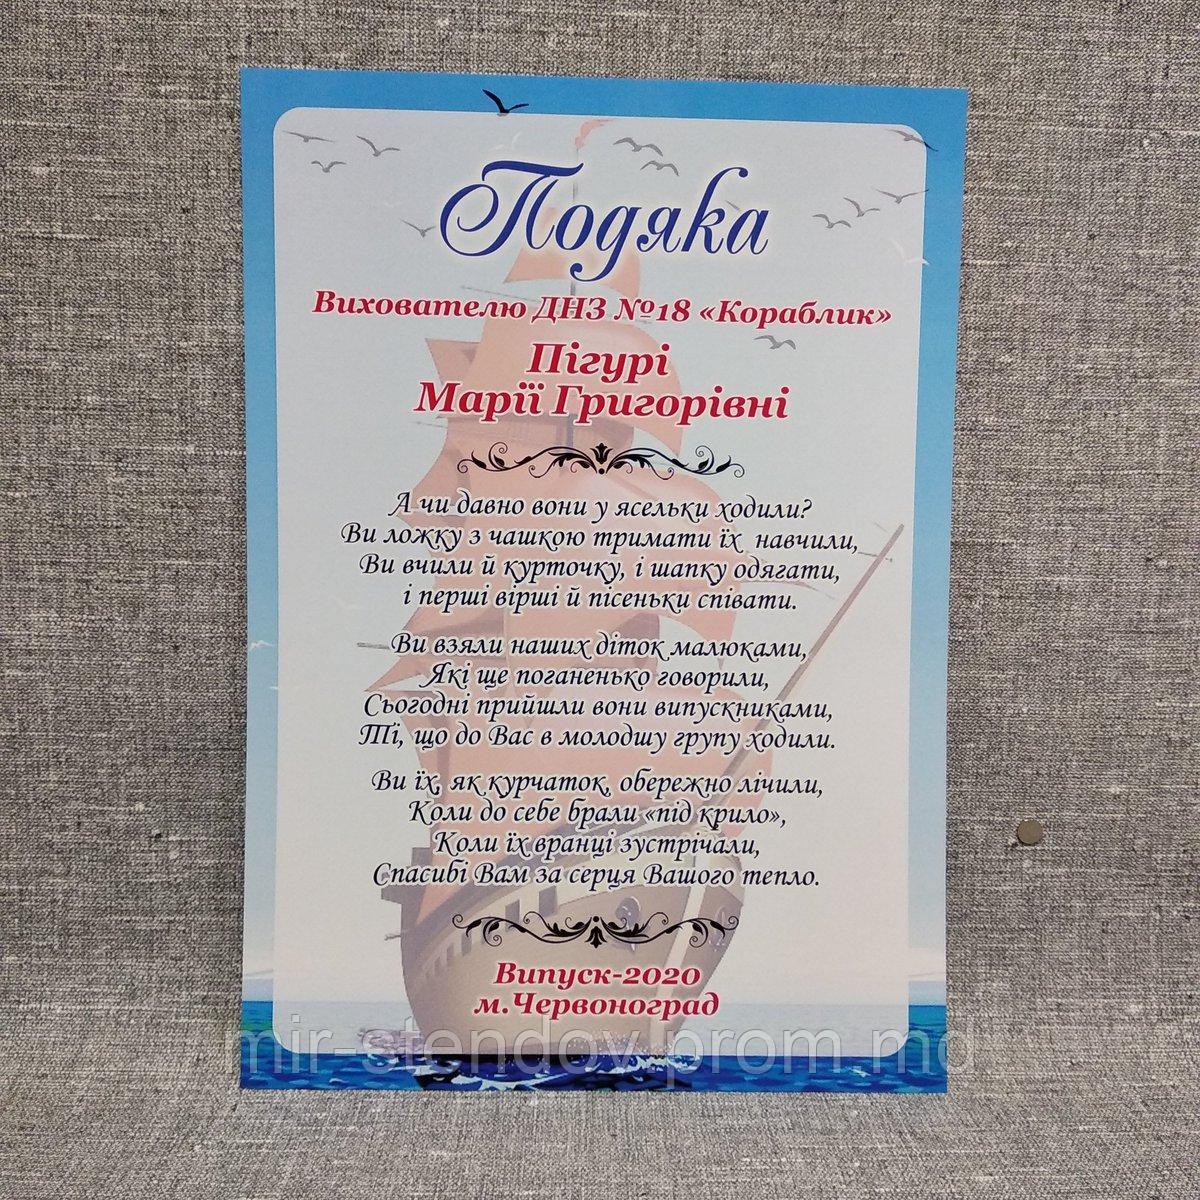 Подяка
Вихователю ДНЗ №18 «Кораблик»
Пігурі
Марії Григорівні
А чи давно вони у ясельки ходили?
Ви ложку з чашкою тримати їх навчили,
Ви вчили й курточку, і шапку одягати,
і перші вірші й пісеньки співати.
Ви взяли наших діток малюками,
Які ще поганенько говорили,
Сьогодні прийшли вони випускниками,
Ті, що до Вас в молодшу групу ходили.
Ви їх, як курчаток, обережно лічили,
Коли до себе брали «під крило»,
Коли їх вранці зустрічали,
Спасибі Вам за серця Вашого тепло.
Випуск-2020
м.Червоноград
mir-stendov.prom.md